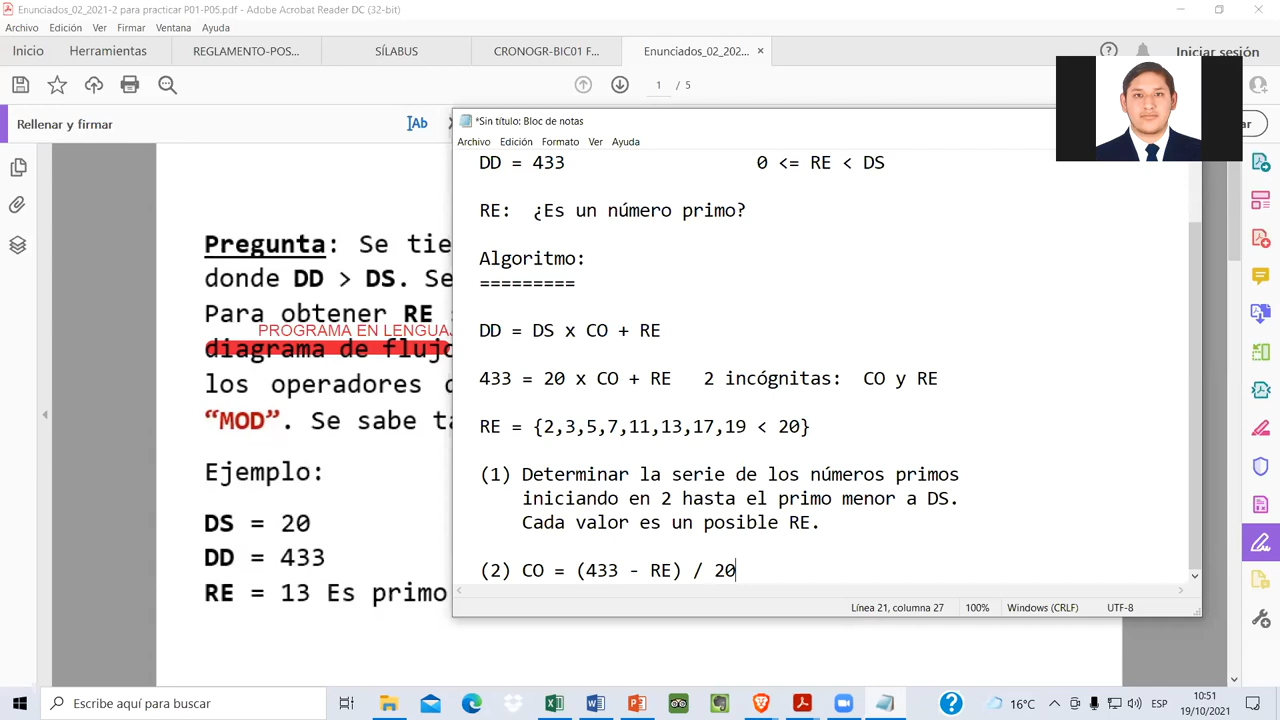 Enunciados_02_2021-2 para practicar P01-P05.pdf - Adobe Acrobat Reader DC (32-bit)
Archivo Edición Ver Firmar Ventana Ayuda
Inicio Herramientas REGLAMENTO-POS... SÍLABUS CRONOGR-BIC01 F... Enunciados_02_202... × Iniciar sesión
1 / 5
Rellenar y firmar
Pregunta: Se tie
donde DD > DS. Se
Para obtener RE
PROGRAMA EN LENGUAJ
diagrama de flujo
los operadores
“MOD”. Se sabe ta
Ejemplo:
DS = 20
DD = 433
RE = 13 Es primo
*Sin título: Bloc de notas
Archivo Edición Formato Ver Ayuda
DD = 433 0 <= RE < DS
RE: ¿Es un número primo?
Algoritmo:
=========
DD = DS x CO + RE
433 = 20 x CO + RE 2 incógnitas: CO y RE
RE = {2,3,5,7,11,13,17,19 < 20}
(1) Determinar la serie de los números primos
iniciando en 2 hasta el primo menor a DS.
Cada valor es un posible RE.
(2) CO = (433 - RE) / 20
Línea 21, columna 27 100% Windows (CRLF) UTF-8
Escribe aquí para buscar
16°C ESP 10:51
19/10/2021